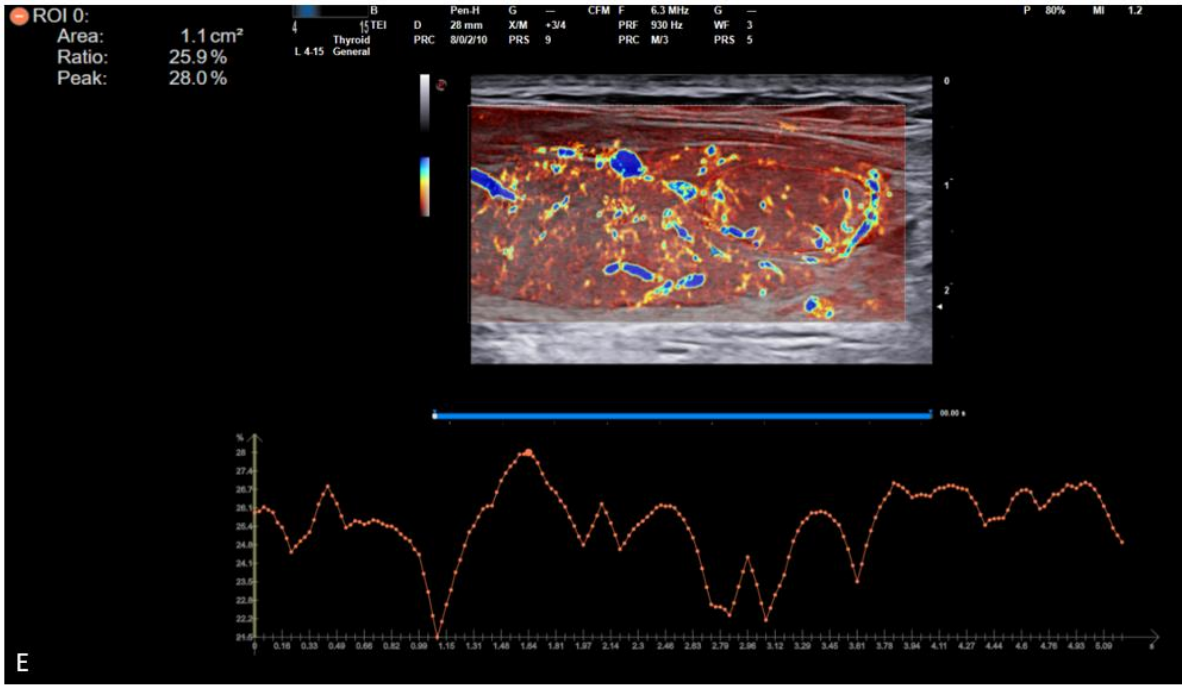 ROI 0:
Area: 1.1 cm²
Ratio: 25.9 %
Peak: 28.0 %
4 15
B Pen-H G — CFM F 6.3 MHz G — P 80% MI 1.2
TEI D 28 mm X/M +3/4 PRF 930 Hz WF 3
Thyroid PRC 8/0/2/10 PRS 9 PRC M/3 PRS 5
L 4-15 General
0
1
2
00.00 s
%
28
27.4
26.7
26.1
25.4
24.8
24.1
23.5
22.8
22.2
21.5
0 0.16 0.33 0.49 0.66 0.82 0.99 1.15 1.31 1.48 1.64 1.81 1.97 2.14 2.3 2.46 2.63 2.79 2.96 3.12 3.29 3.45 3.61 3.78 3.94 4.11 4.27 4.44 4.6 4.76 4.93 5.09 s
E